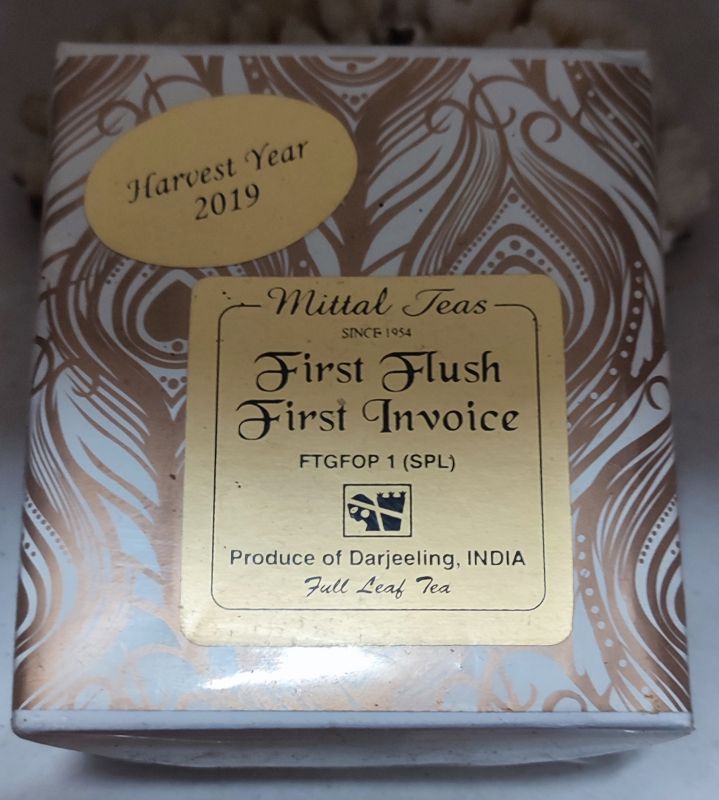 Harvest Year
2019
Mittal Teas
SINCE 1954
First Flush
First Invoice
FTGFOP 1 (SPL)
Produce of Darjeeling, INDIA
Full Leaf Tea